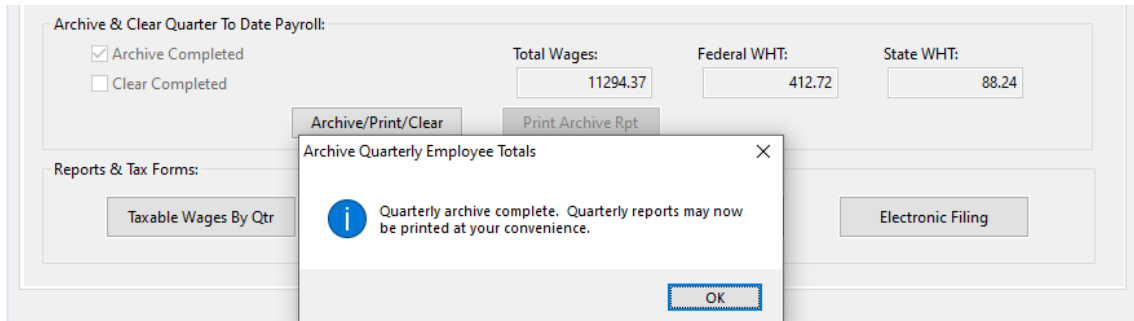 Archive & Clear Quarter To Date Payroll:
Archive Completed
Total Wages:
Federal WHT:
State WHT:
Clear Completed
11294.37
412.72
88.24
Archive/Print/Clear
Print Archive Rpt
Archive Quarterly Employee Totals
Reports & Tax Forms:
Taxable Wages By Qtr
Quarterly archive complete.  Quarterly reports may now
be printed at your convenience.
Electronic Filing
OK